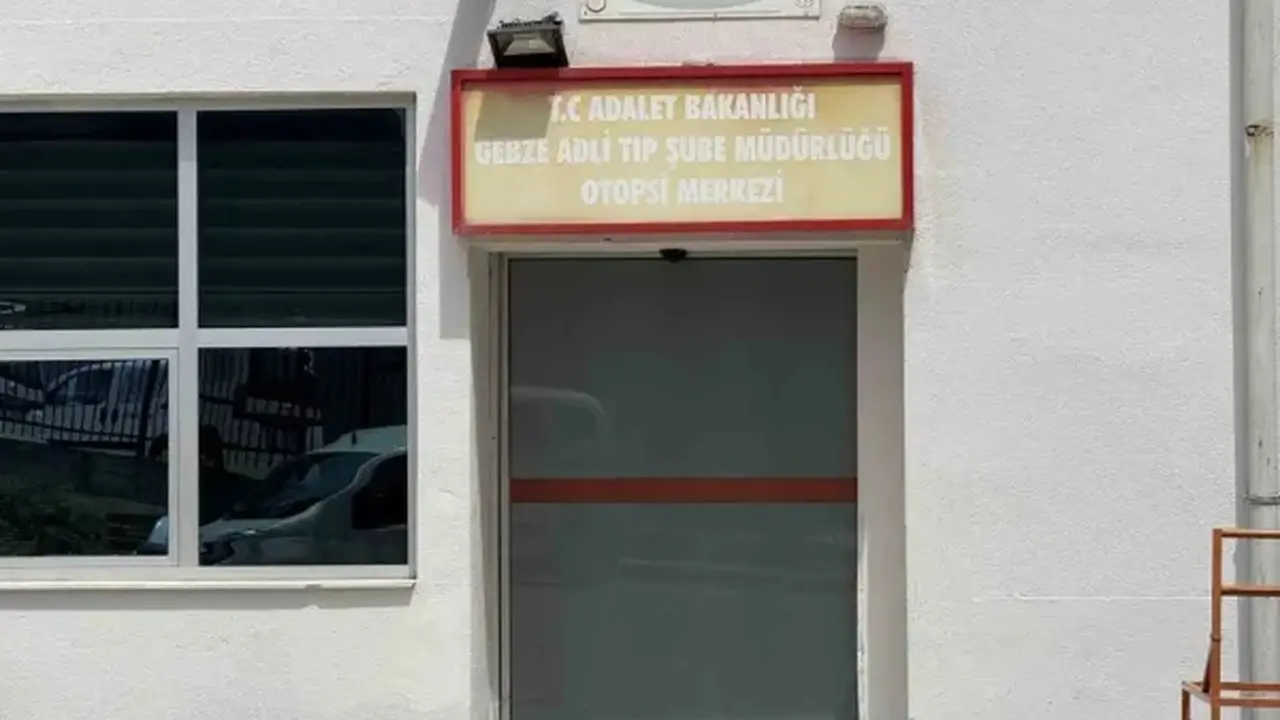 T.C ADALET BAKANLIĞI
GEBZE ADLİ TIP ŞUBE MÜDÜRLÜĞÜ
OTOPSİ MERKEZİ